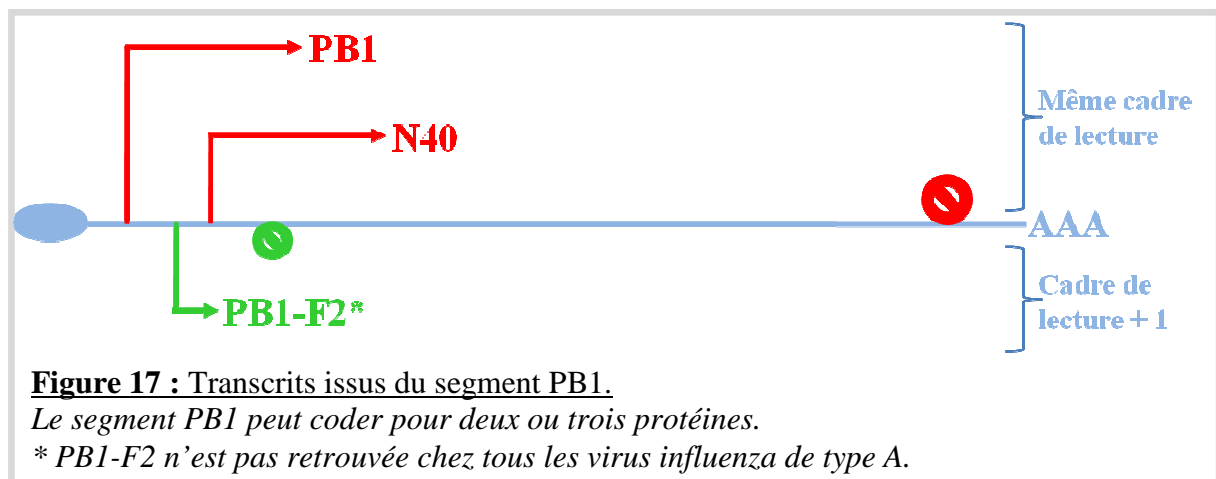 PB1
Même cadre
de lecture
N40
AAA
Cadre de
lecture + 1
PB1-F2*
Figure 17 : Transcrits issus du segment PB1.
Le segment PB1 peut coder pour deux ou trois protéines.
* PB1-F2 n’est pas retrouvée chez tous les virus influenza de type A.